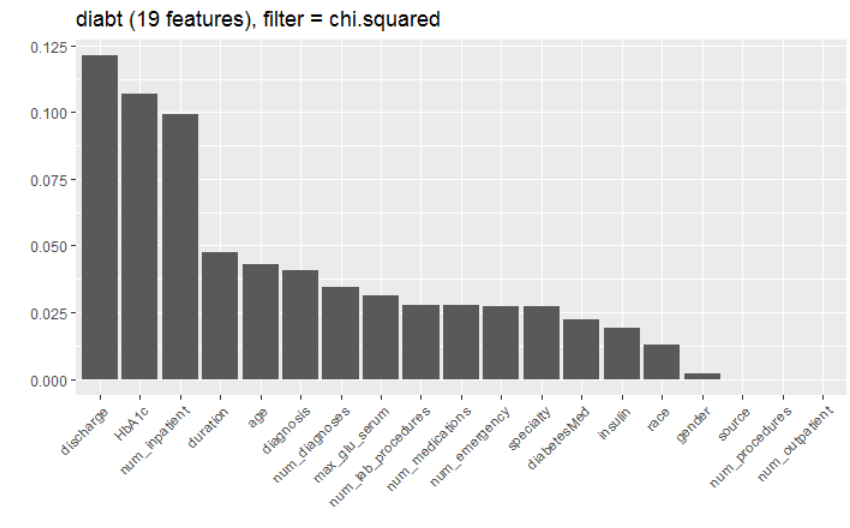 diabt (19 features), filter = chi.squared
0.125
0.100
0.075
0.050
0.025
0.000
discharge
HbA1c
num_inpatient
duration
age
diagnosis
num_diagnoses
max_glu_serum
num_lab_procedures
num_medications
num_emergency
specialty
diabetesMed
insulin
race
gender
source
num_procedures
num_outpatient